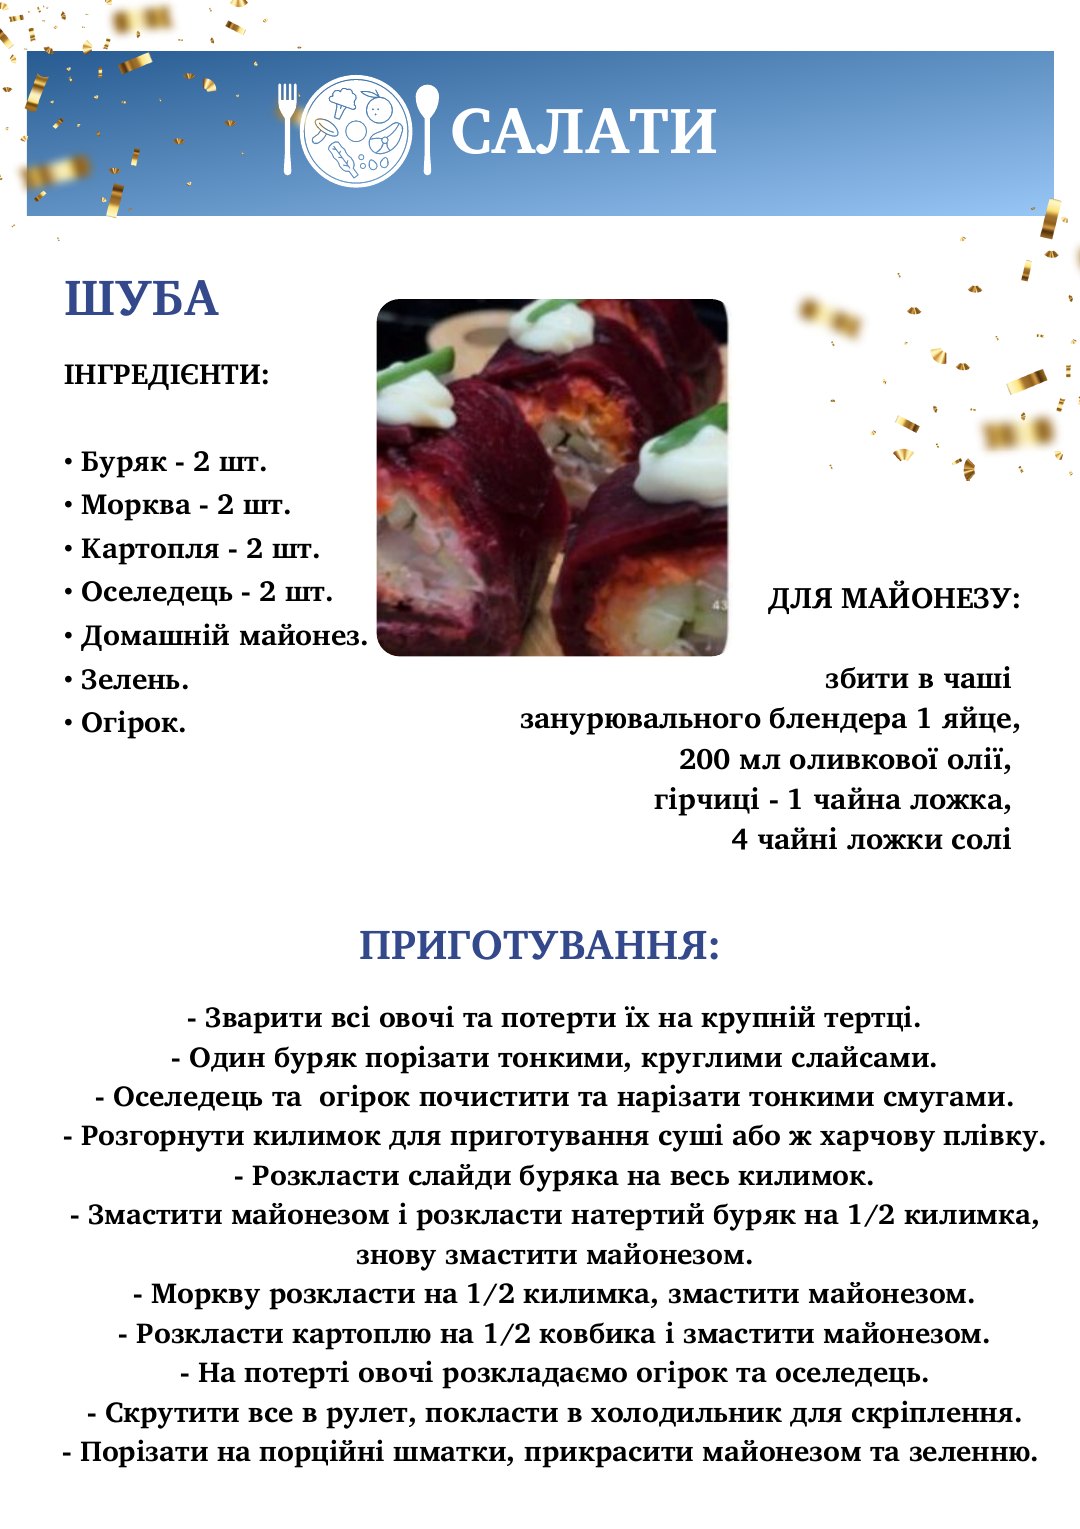 САЛАТИ
ШУБА
ІНГРЕДІЄНТИ:
• Буряк - 2 шт.
• Морква - 2 шт.
• Картопля - 2 шт.
• Оселедець - 2 шт.
• Домашній майонез.
• Зелень.
• Огірок.
43
ДЛЯ МАЙОНЕЗУ:
збити в чаші
занурювального блендера 1 яйце,
200 мл оливкової олії,
гірчиці - 1 чайна ложка,
4 чайні ложки солі
ПРИГОТУВАННЯ:
- Зварити всі овочі та потерти їх на крупній тертці.
- Один буряк порізати тонкими, круглими слайсами.
- Оселедець та  огірок почистити та нарізати тонкими смугами.
- Розгорнути килимок для приготування суші або ж харчову плівку.
- Розкласти слайди буряка на весь килимок.
- Змастити майонезом і розкласти натертий буряк на 1/2 килимка,
знову змастити майонезом.
- Моркву розкласти на 1/2 килимка, змастити майонезом.
- Розкласти картоплю на 1/2 ковбика і змастити майонезом.
- На потерті овочі розкладаємо огірок та оселедець.
- Скрутити все в рулет, покласти в холодильник для скріплення.
- Порізати на порційні шматки, прикрасити майонезом та зеленню.